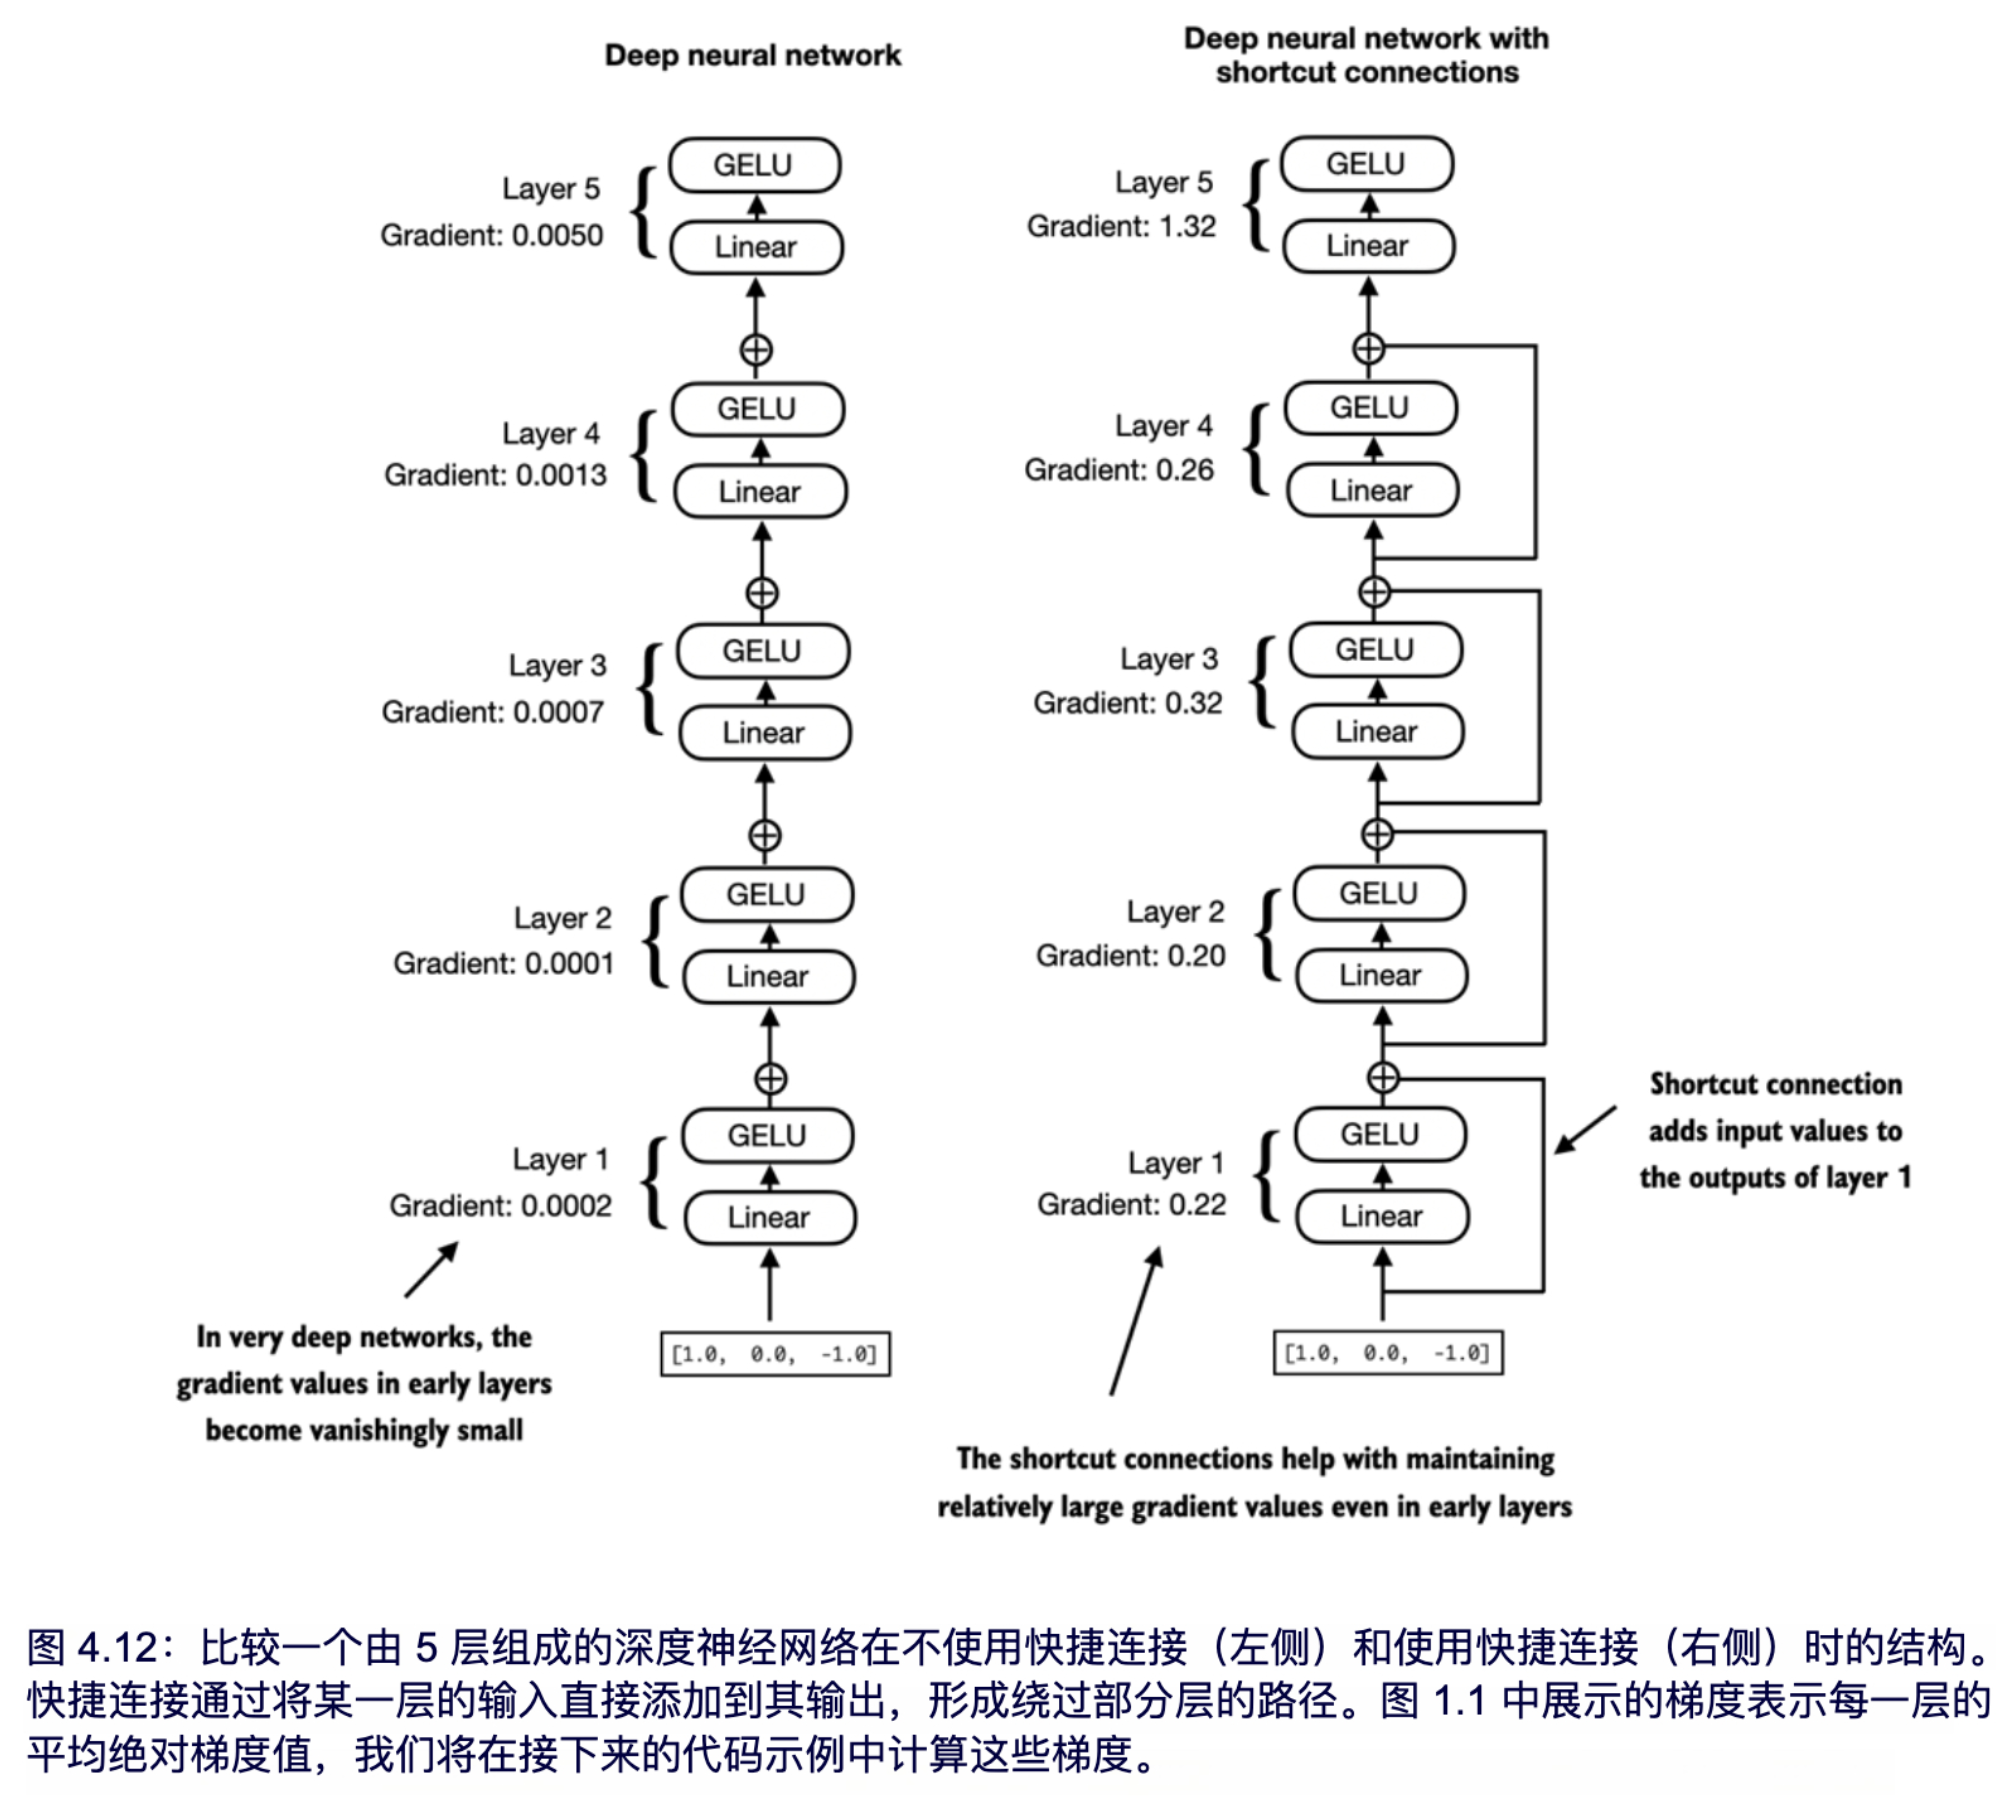 Deep neural network
Layer 5
Gradient: 0.0050
GELU
Linear
Layer 4
Gradient: 0.0013
GELU
Linear
Layer 3
Gradient: 0.0007
GELU
Linear
Layer 2
Gradient: 0.0001
GELU
Linear
Layer 1
Gradient: 0.0002
GELU
Linear
[1.0, 0.0, -1.0]
In very deep networks, the
gradient values in early layers
become vanishingly small
Deep neural network with
shortcut connections
Layer 5
Gradient: 1.32
GELU
Linear
Layer 4
Gradient: 0.26
GELU
Linear
Layer 3
Gradient: 0.32
GELU
Linear
Layer 2
Gradient: 0.20
GELU
Linear
Layer 1
Gradient: 0.22
GELU
Linear
[1.0, 0.0, -1.0]
Shortcut connection
adds input values to
the outputs of layer 1
The shortcut connections help with maintaining
relatively large gradient values even in early layers
图 4.12：比较一个由 5 层组成的深度神经网络在不使用快捷连接（左侧）和使用快捷连接（右侧）时的结构。
快捷连接通过将某一层的输入直接添加到其输出，形成绕过部分层的路径。图 1.1 中展示的梯度表示每一层的
平均绝对梯度值，我们将在接下来的代码示例中计算这些梯度。